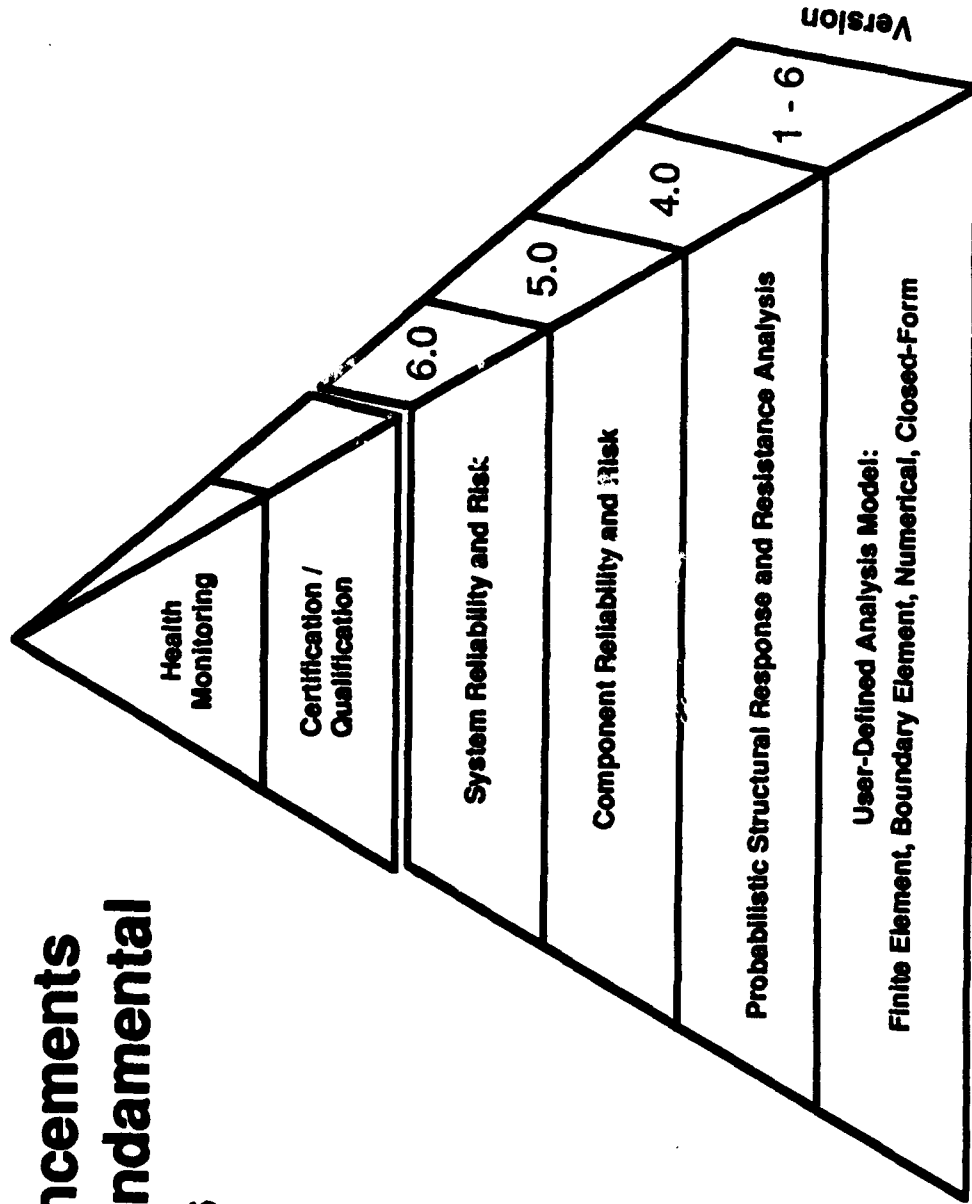 ncements
ndamental
s
Health
Monitoring
Certification /
Qualification
System Reliability and Risk
6.0
Component Reliability and Risk
5.0
Probabilistic Structural Response and Resistance Analysis
4.0
User-Defined Analysis Model:
Finite Element, Boundary Element, Numerical, Closed-Form
1 - 6
Version